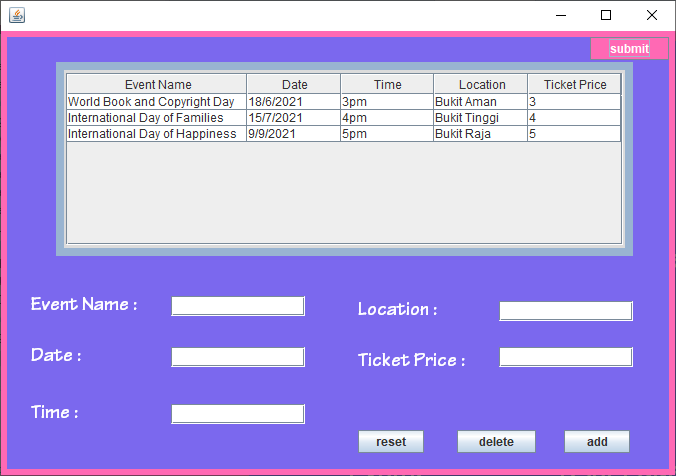 submit
Event Name Date Time Location Ticket Price
World Book and Copyright Day 18/6/2021 3pm Bukit Aman 3
International Day of Families 15/7/2021 4pm Bukit Tinggi 4
International Day of Happiness 9/9/2021 5pm Bukit Raja 5
Event Name : Location :
Date : Ticket Price :
Time :
reset delete add